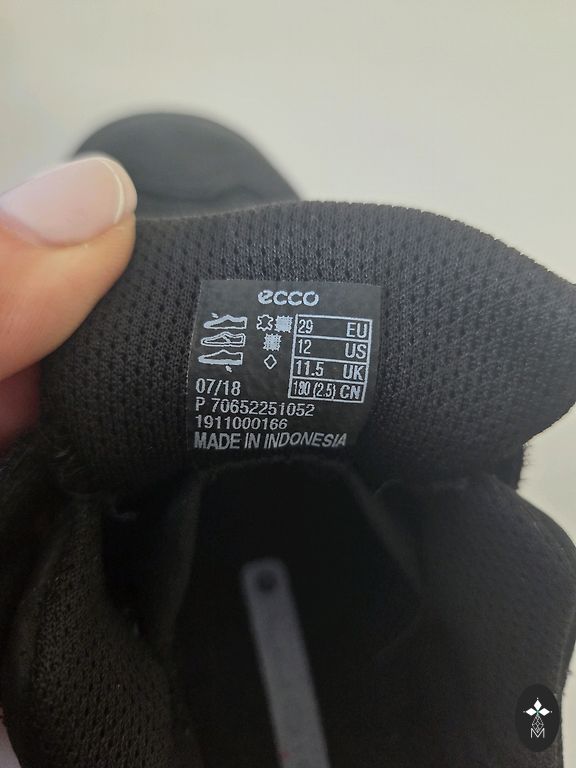 ecco
29 EU
12 US
11.5 UK
180 (2.5) CN
07/18
P 70652251052
1911000166
MADE IN INDONESIA
M